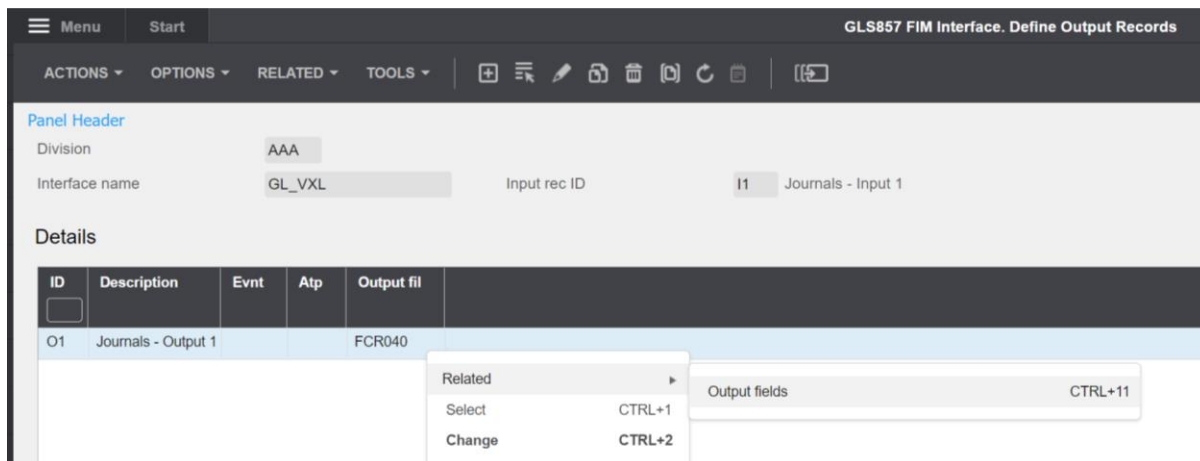 Menu Start GLS857 FIM Interface. Define Output Records
ACTIONS OPTIONS RELATED TOOLS
Panel Header
Division AAA
Interface name GL_VXL Input rec ID I1 Journals - Input 1
Details
ID Description Evnt Atp Output fil
O1 Journals - Output 1 FCR040
Related Output fields CTRL+11
Select CTRL+1
Change CTRL+2